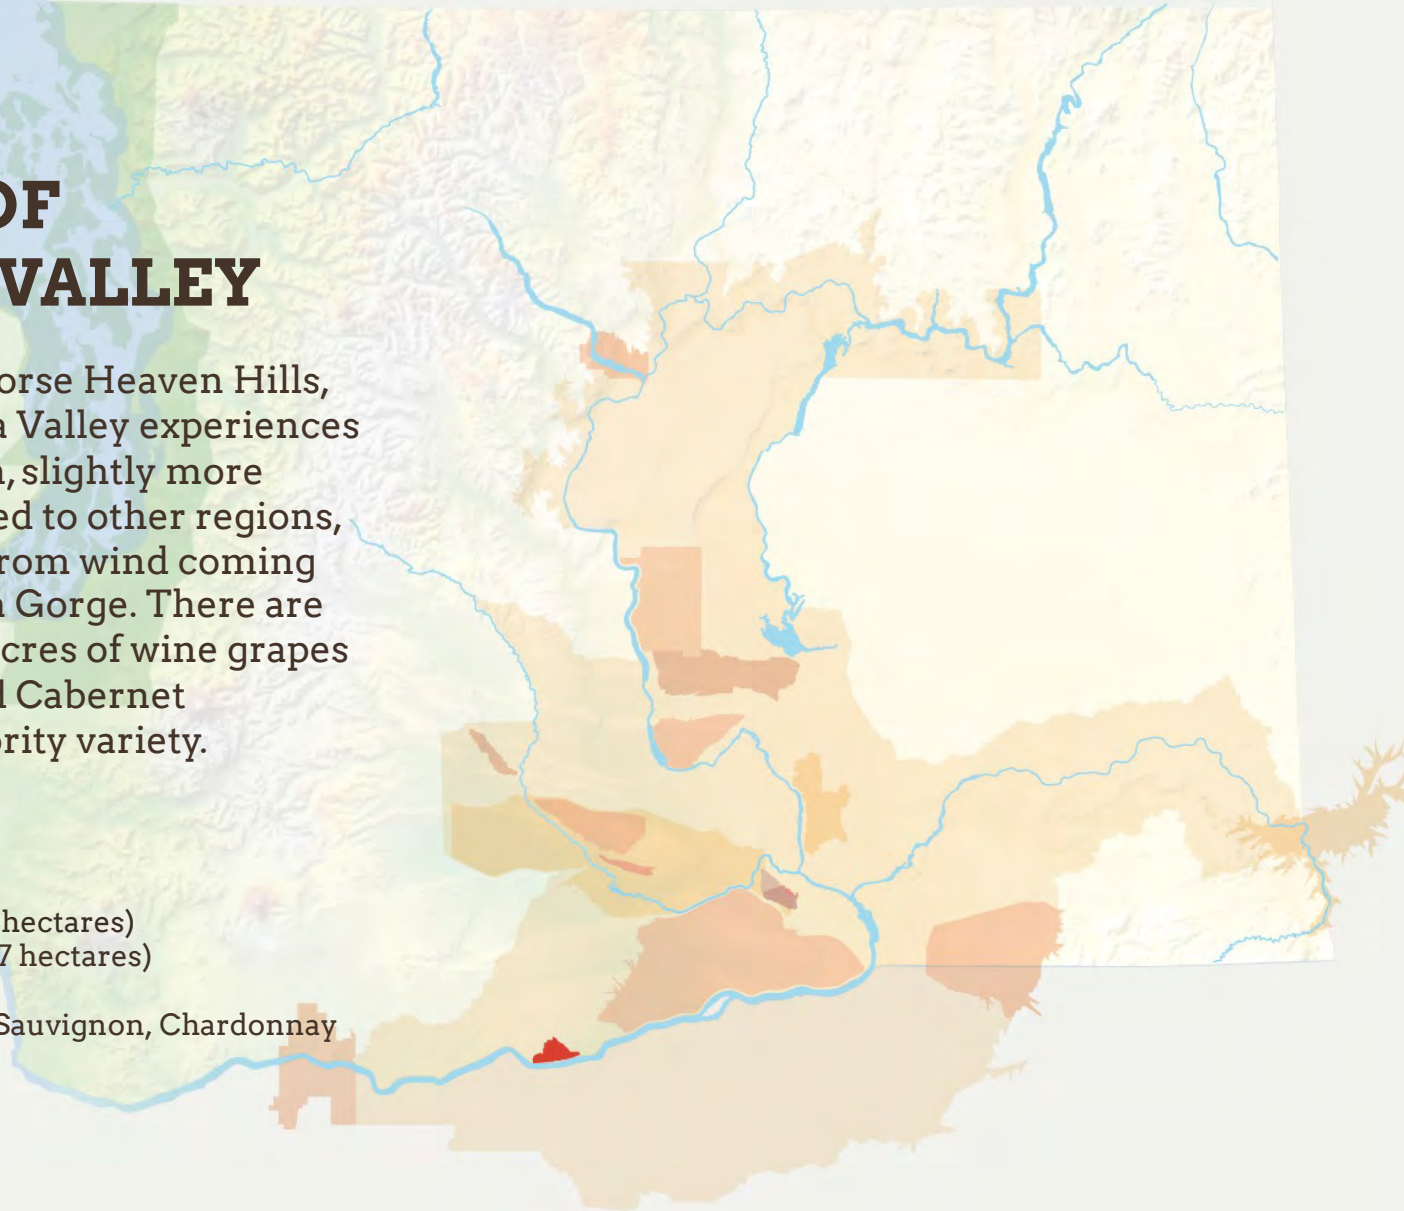 OF
VALLEY
orse Heaven Hills,
a Valley experiences
, slightly more
ed to other regions,
rom wind coming
Gorge. There are
cres of wine grapes
Cabernet
rity variety.
hectares)
7 hectares)
Sauvignon, Chardonnay